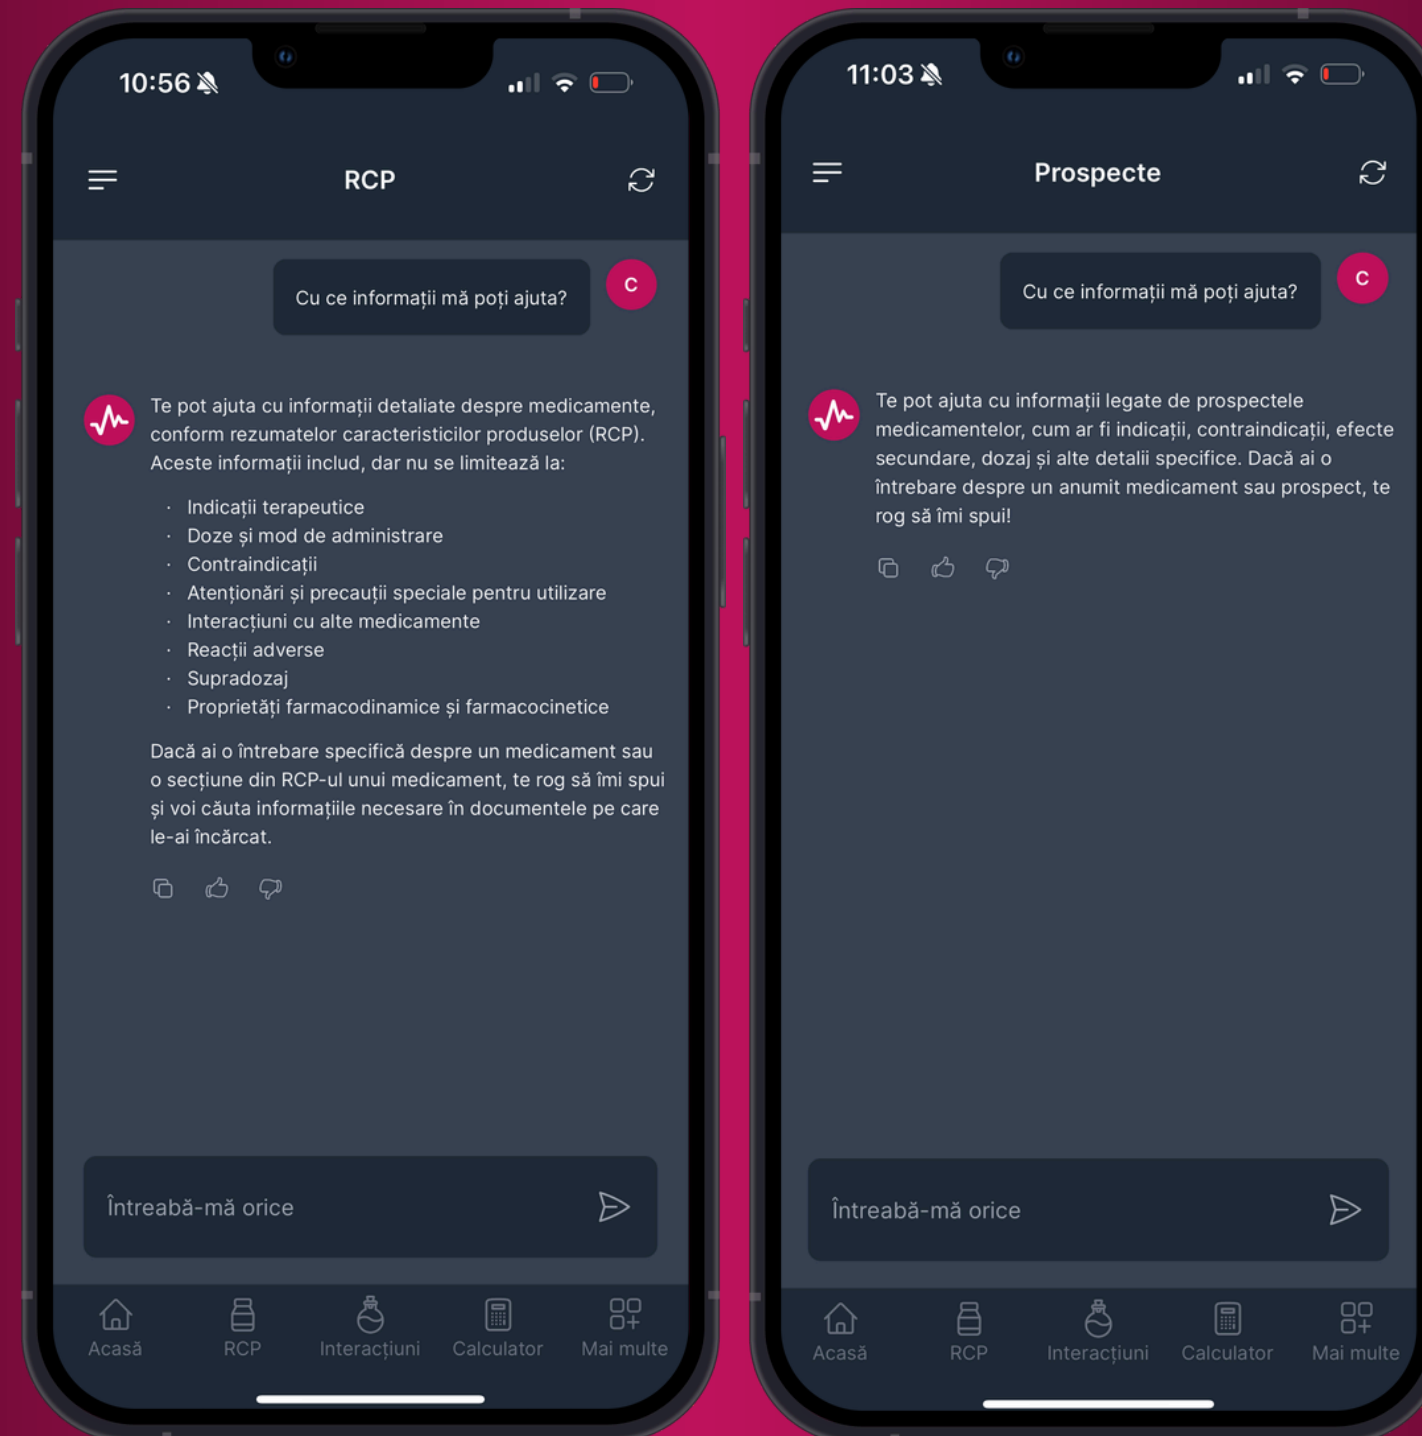 10:56
RCP
Cu ce informații mă poți ajuta?
C
Te pot ajuta cu informații detaliate despre medicamente,
conform rezumatelor caracteristicilor produselor (RCP).
Aceste informații includ, dar nu se limitează la:
· Indicații terapeutice
· Doze și mod de administrare
· Contraindicații
· Atenționări și precauții speciale pentru utilizare
· Interacțiuni cu alte medicamente
· Reacții adverse
· Supradozaj
· Proprietăți farmacodinamice și farmacocinetice
Dacă ai o întrebare specifică despre un medicament sau
o secțiune din RCP-ul unui medicament, te rog să îmi spui
și voi căuta informațiile necesare în documentele pe care
le-ai încărcat.
Întreabă-mă orice
Acasă RCP Interacțiuni Calculator Mai multe
11:03
Prospecte
Cu ce informații mă poți ajuta?
C
Te pot ajuta cu informații legate de prospectele
medicamentelor, cum ar fi indicații, contraindicații, efecte
secundare, dozaj și alte detalii specifice. Dacă ai o
întrebare despre un anumit medicament sau prospect, te
rog să îmi spui!
Întreabă-mă orice
Acasă RCP Interacțiuni Calculator Mai multe